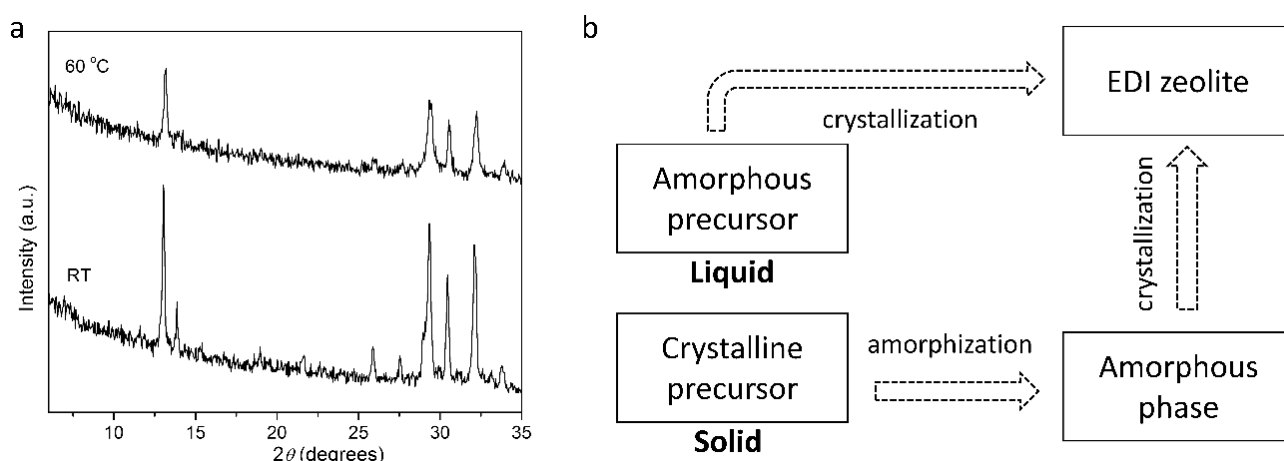 a
60 °C
RT
Intensity (a.u.)
10 15 20 25 30 35
2θ (degrees)
b
EDI zeolite
crystallization
Amorphous
precursor
Liquid
crystallization
Crystalline
precursor
Solid
amorphization
Amorphous
phase